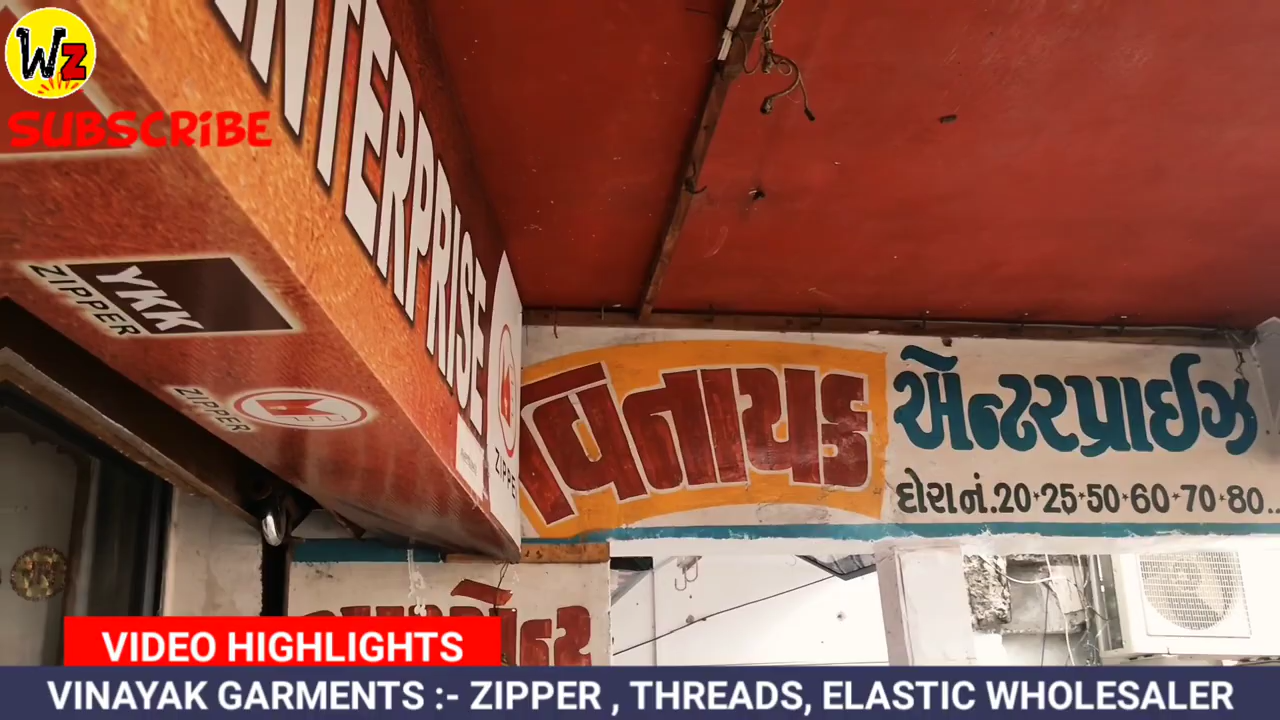 Wz
SUBSCRIBE
ENTERPRISE
YKK
ZIPPER
ZIPPER
ZIPPE
વિનાયક
એન્ટરપ્રાઈઝ
દોરા નં. 20*25*50*60*70*80..
VIDEO HIGHLIGHTS
VINAYAK GARMENTS :- ZIPPER , THREADS, ELASTIC WHOLESALER